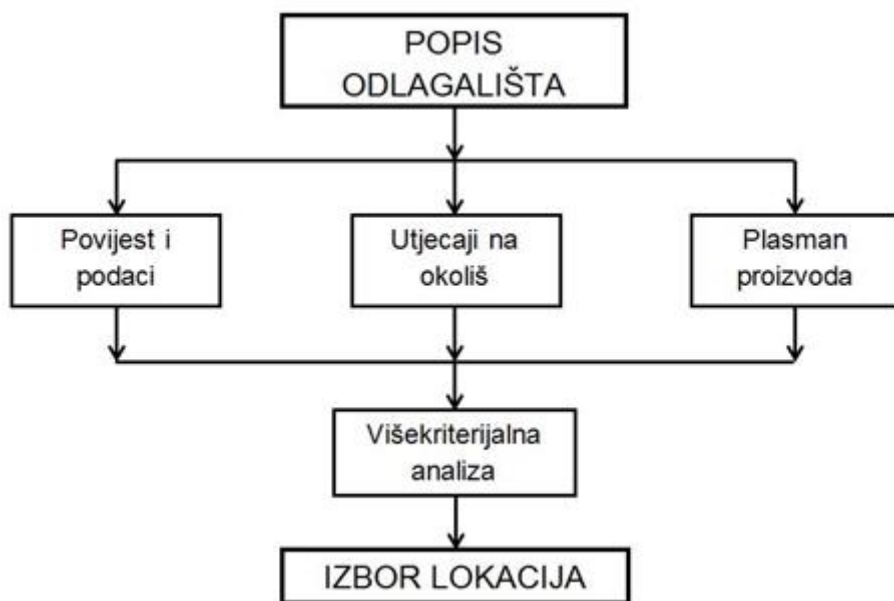 POPIS
ODLAGALIŠTA
Povijest i
podaci
Utjecaji na
okoliš
Plasman
proizvoda
Višekriterijalna
analiza
IZBOR LOKACIJA